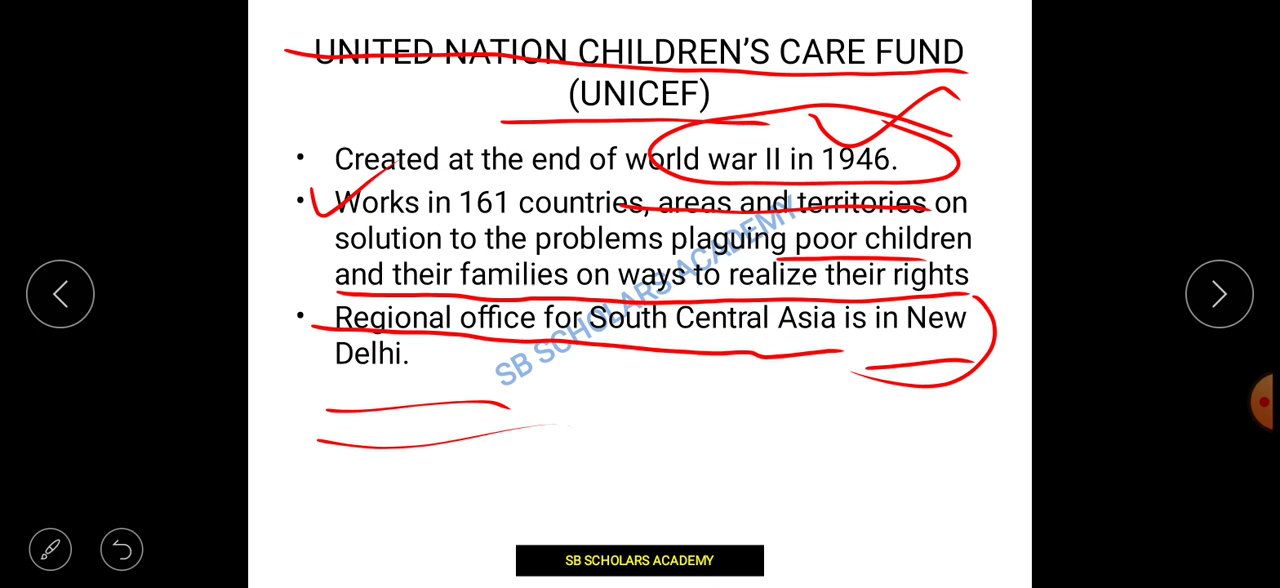 UNITED NATION CHILDREN’S CARE FUND
(UNICEF)
• Created at the end of world war II in 1946.
• Works in 161 countries, areas and territories on
solution to the problems plaguing poor children
and their families on ways to realize their rights
• Regional office for South Central Asia is in New
Delhi.
SB SCHOLARS ACADEMY
SB SCHOLARS ACADEMY